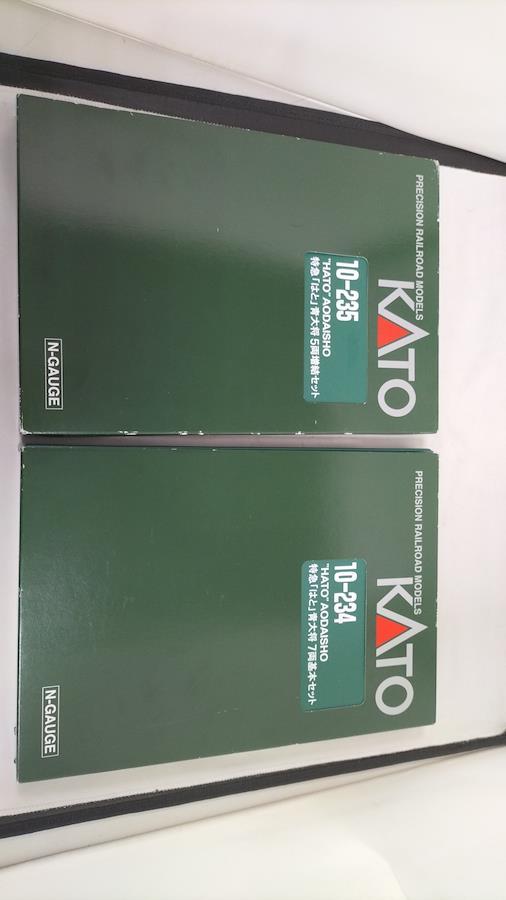 PRECISION RAILROAD MODELS
KATO
10-235
"HATO" AODAISHO
特急「はと」青大将 5両増結セット
N-GAUGE
PRECISION RAILROAD MODELS
KATO
10-234
"HATO" AODAISHO
特急「はと」青大将 7両基本セット
N-GAUGE